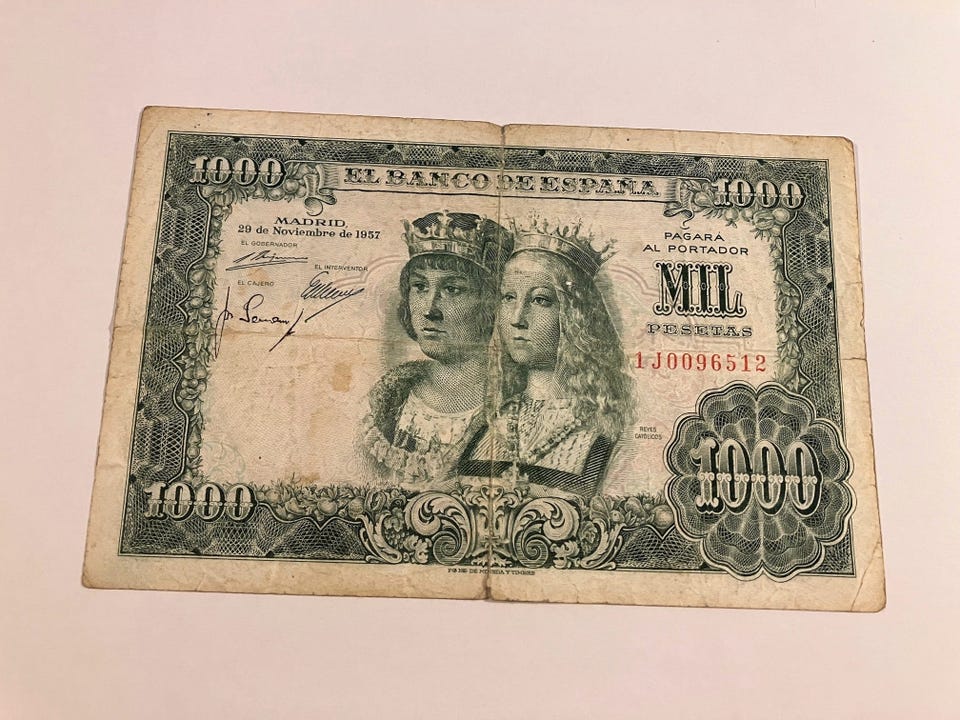 1000
EL BANCO DE ESPAÑA
1000
MADRID,
29 de Noviembre de 1957
EL GOBERNADOR
EL INTERVENTOR
EL CAJERO
PAGARÁ
AL PORTADOR
MIL
PESETAS
1J0096512
REYES
CATÓLICOS
1000
1000